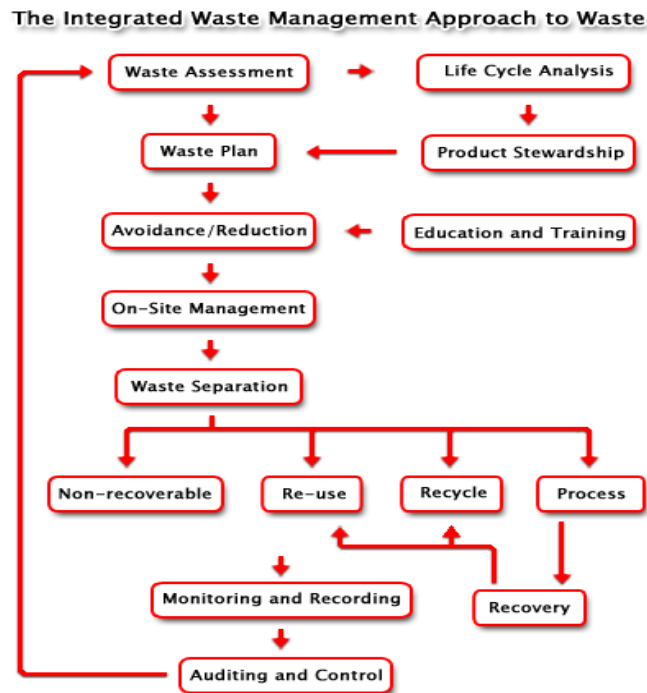 The Integrated Waste Management Approach to Waste
Waste Assessment
Life Cycle Analysis
Waste Plan
Product Stewardship
Avoidance/Reduction
Education and Training
On-Site Management
Waste Separation
Non-recoverable
Re-use
Recycle
Process
Monitoring and Recording
Recovery
Auditing and Control